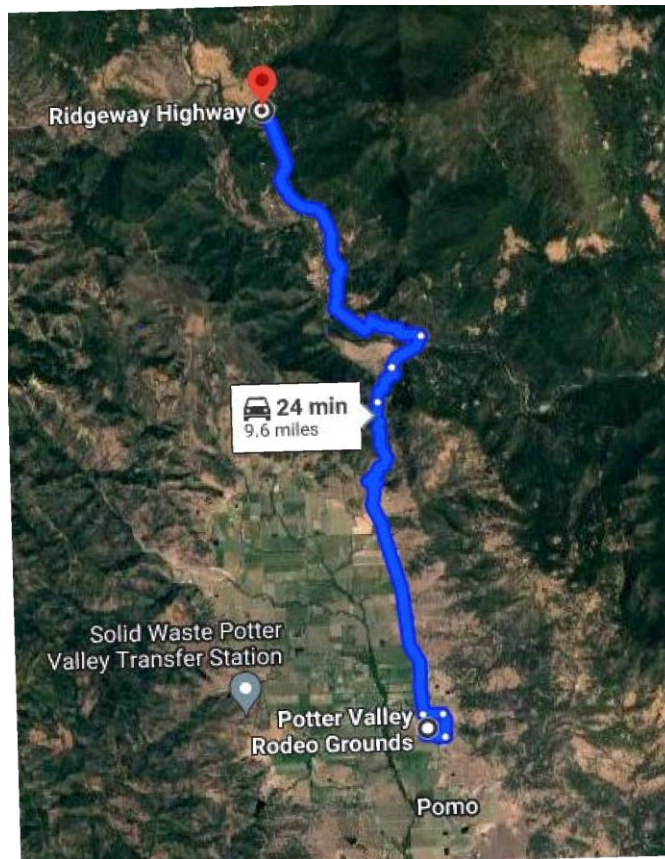 Ridgeway Highway
24 min
9.6 miles
Solid Waste Potter
Valley Transfer Station
Potter Valley
Rodeo Grounds
Pomo